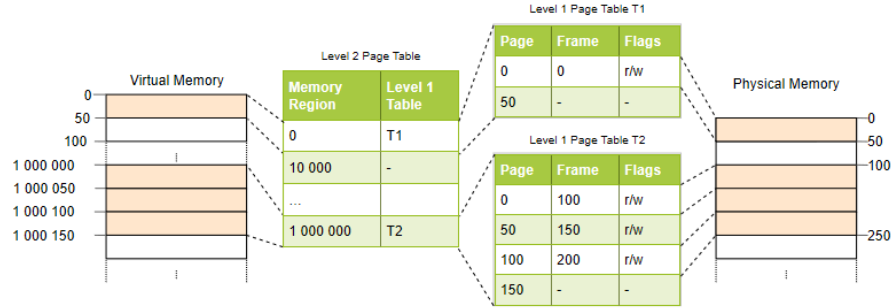 Level 1 Page Table T1
Page Frame Flags
0 0 r/w
50 - -
Level 2 Page Table
Memory Region Level 1 Table
0 T1
10 000 -
...
1 000 000 T2
Virtual Memory
0
50
100
1 000 000
1 000 050
1 000 100
1 000 150
Level 1 Page Table T2
Page Frame Flags
0 100 r/w
50 150 r/w
100 200 r/w
150 - -
Physical Memory
0
50
100
250